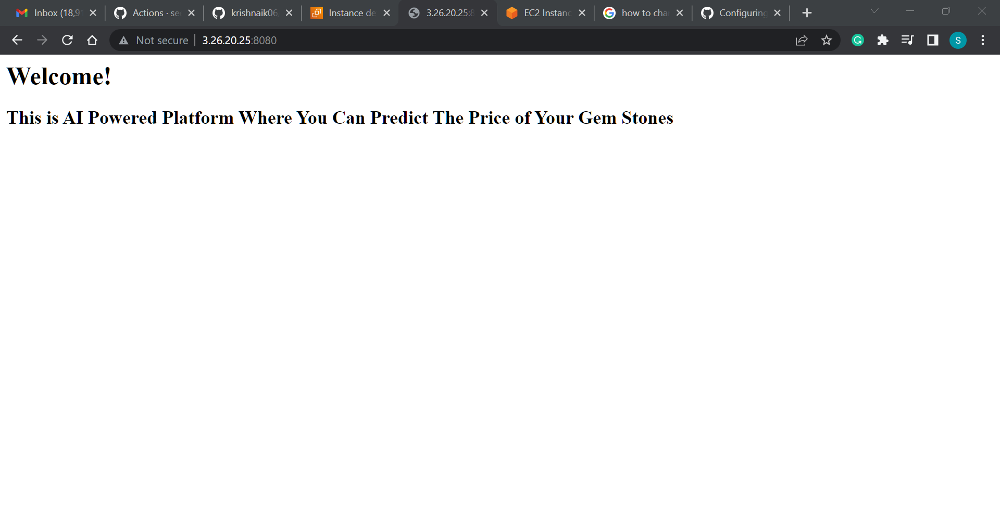 Inbox (18,9
Actions · se
krishnaik06
Instance de
3.26.20.25:8
EC2 Instanc
how to cha
Configuring
Not secure
3.26.20.25:8080
S
Welcome!
This is AI Powered Platform Where You Can Predict The Price of Your Gem Stones